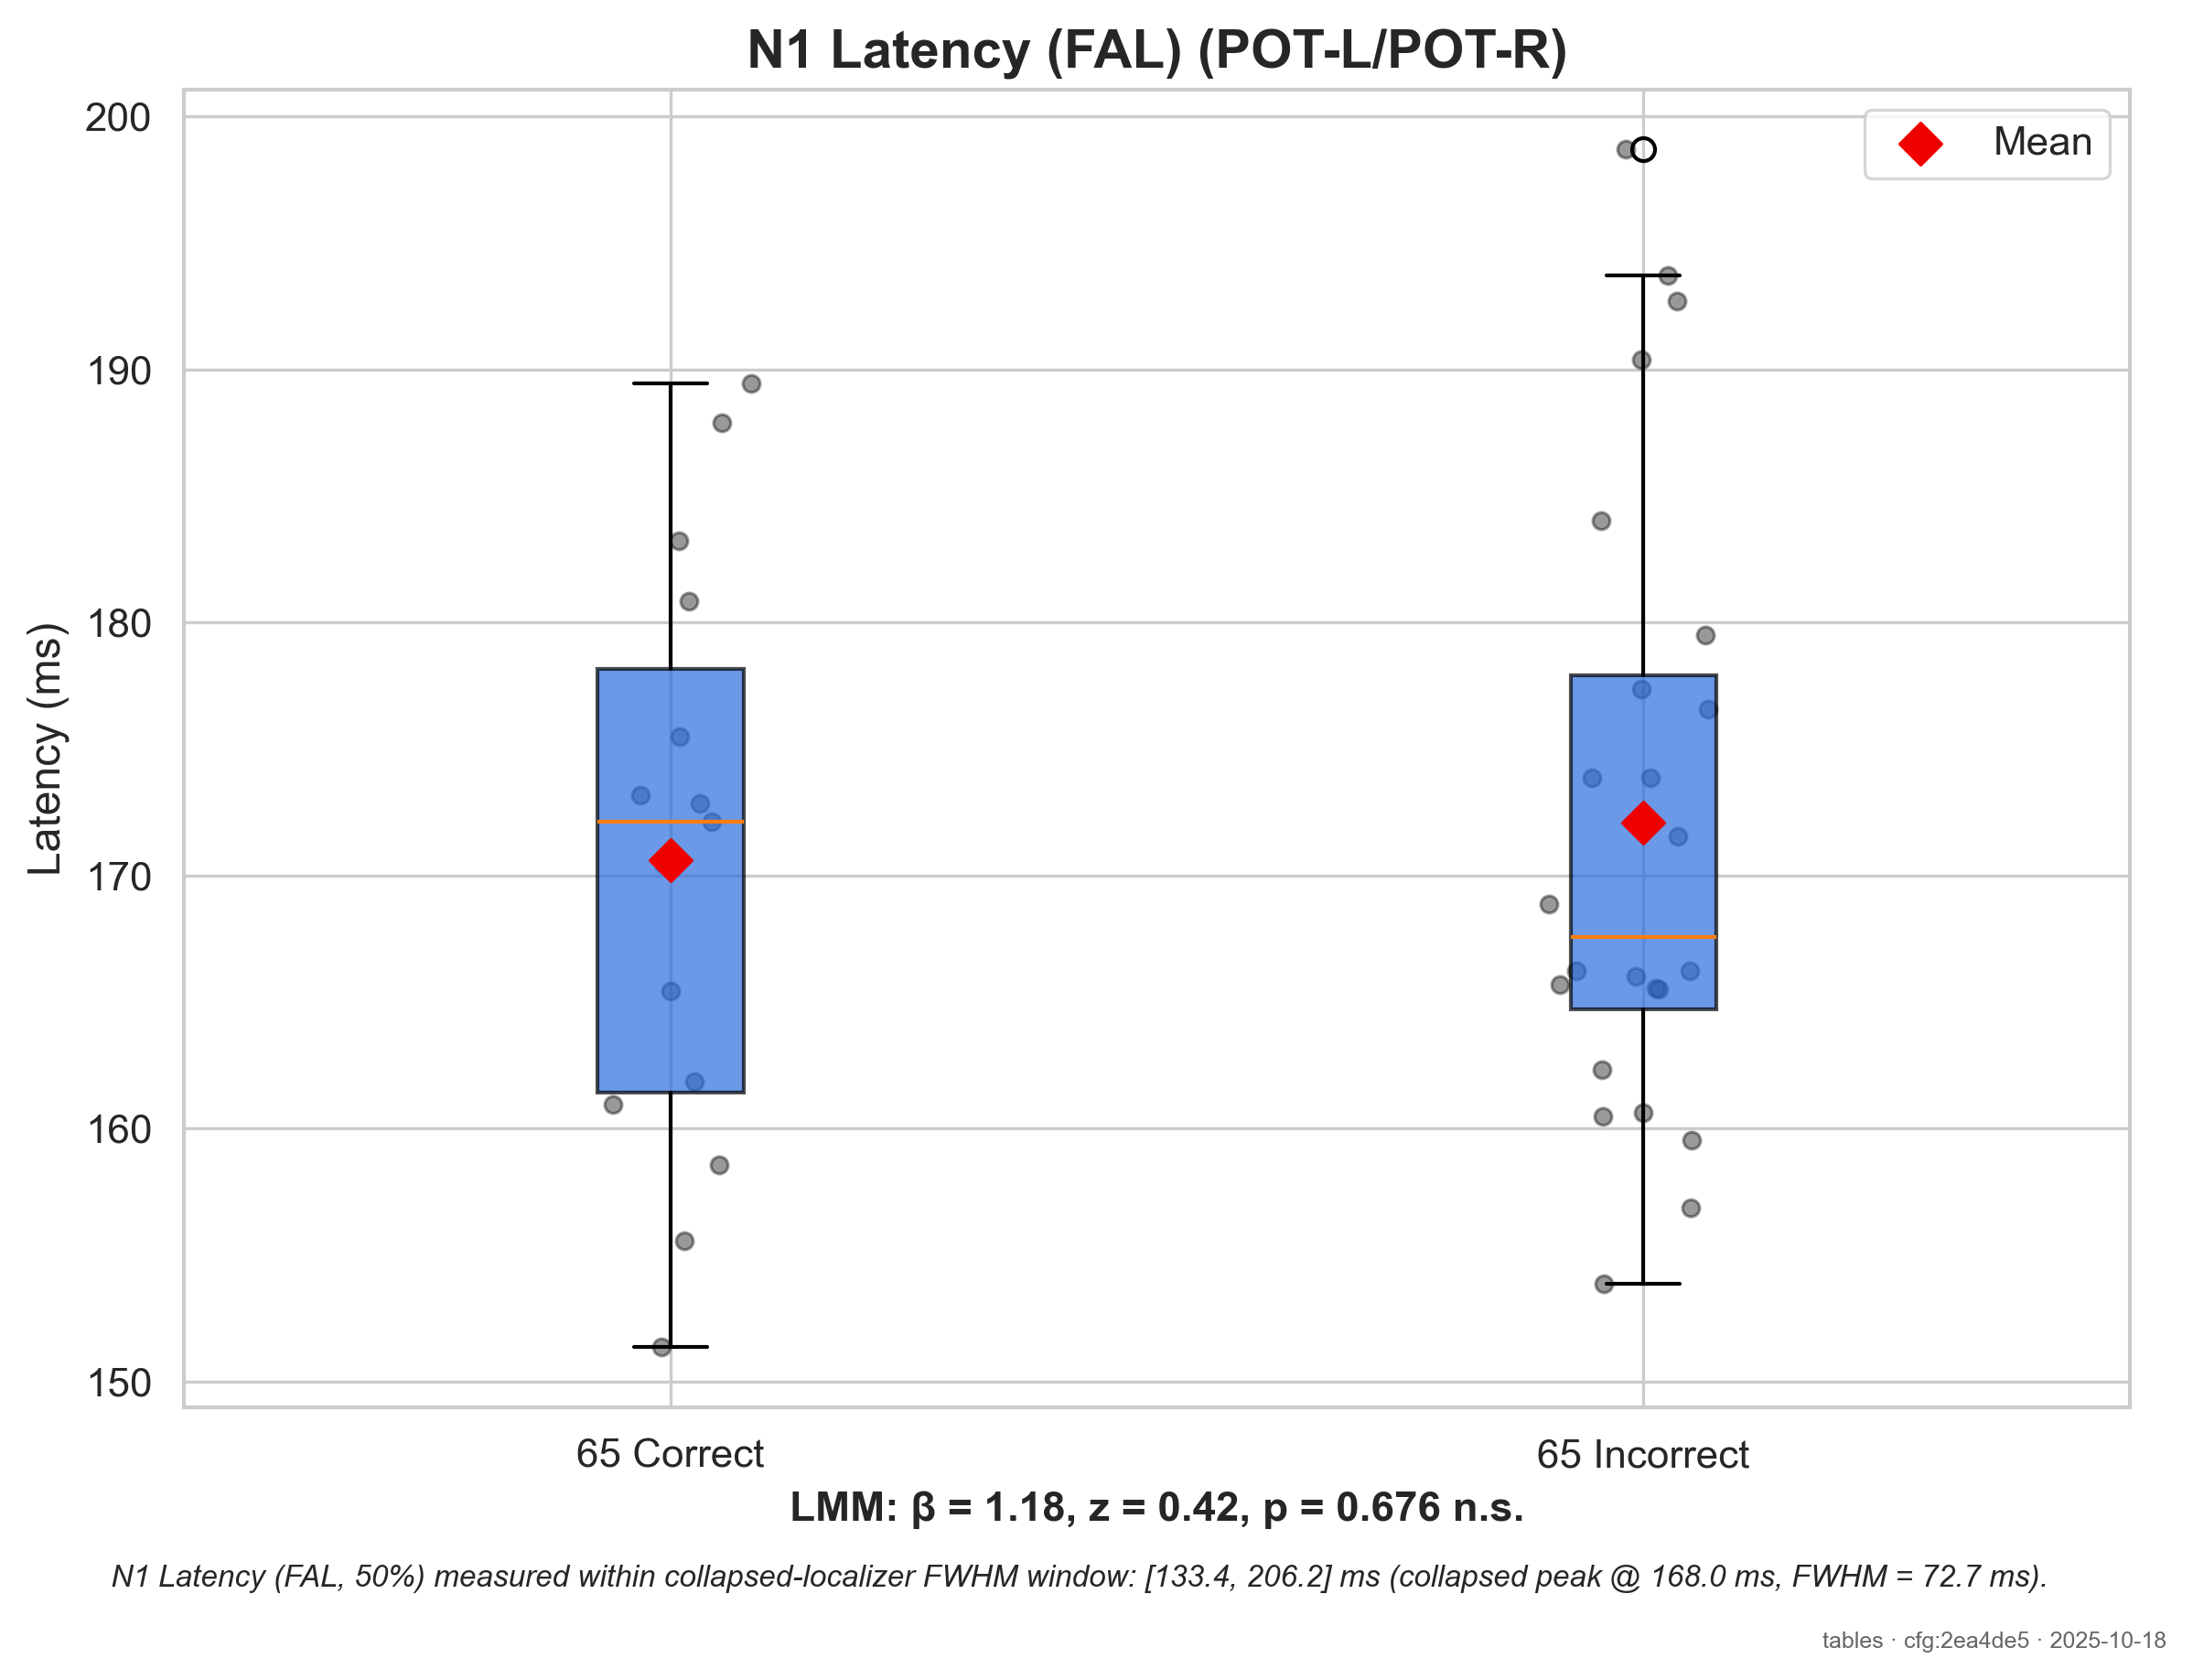 N1 Latency (FAL) (POT-L/POT-R)
200
Mean
190
180
170
160
150
Latency (ms)
65 Correct
65 Incorrect
LMM: β = 1.18, z = 0.42, p = 0.676 n.s.
N1 Latency (FAL, 50%) measured within collapsed-localizer FWHM window: [133.4, 206.2] ms (collapsed peak @ 168.0 ms, FWHM = 72.7 ms).
tables · cfg:2ea4de5 · 2025-10-18